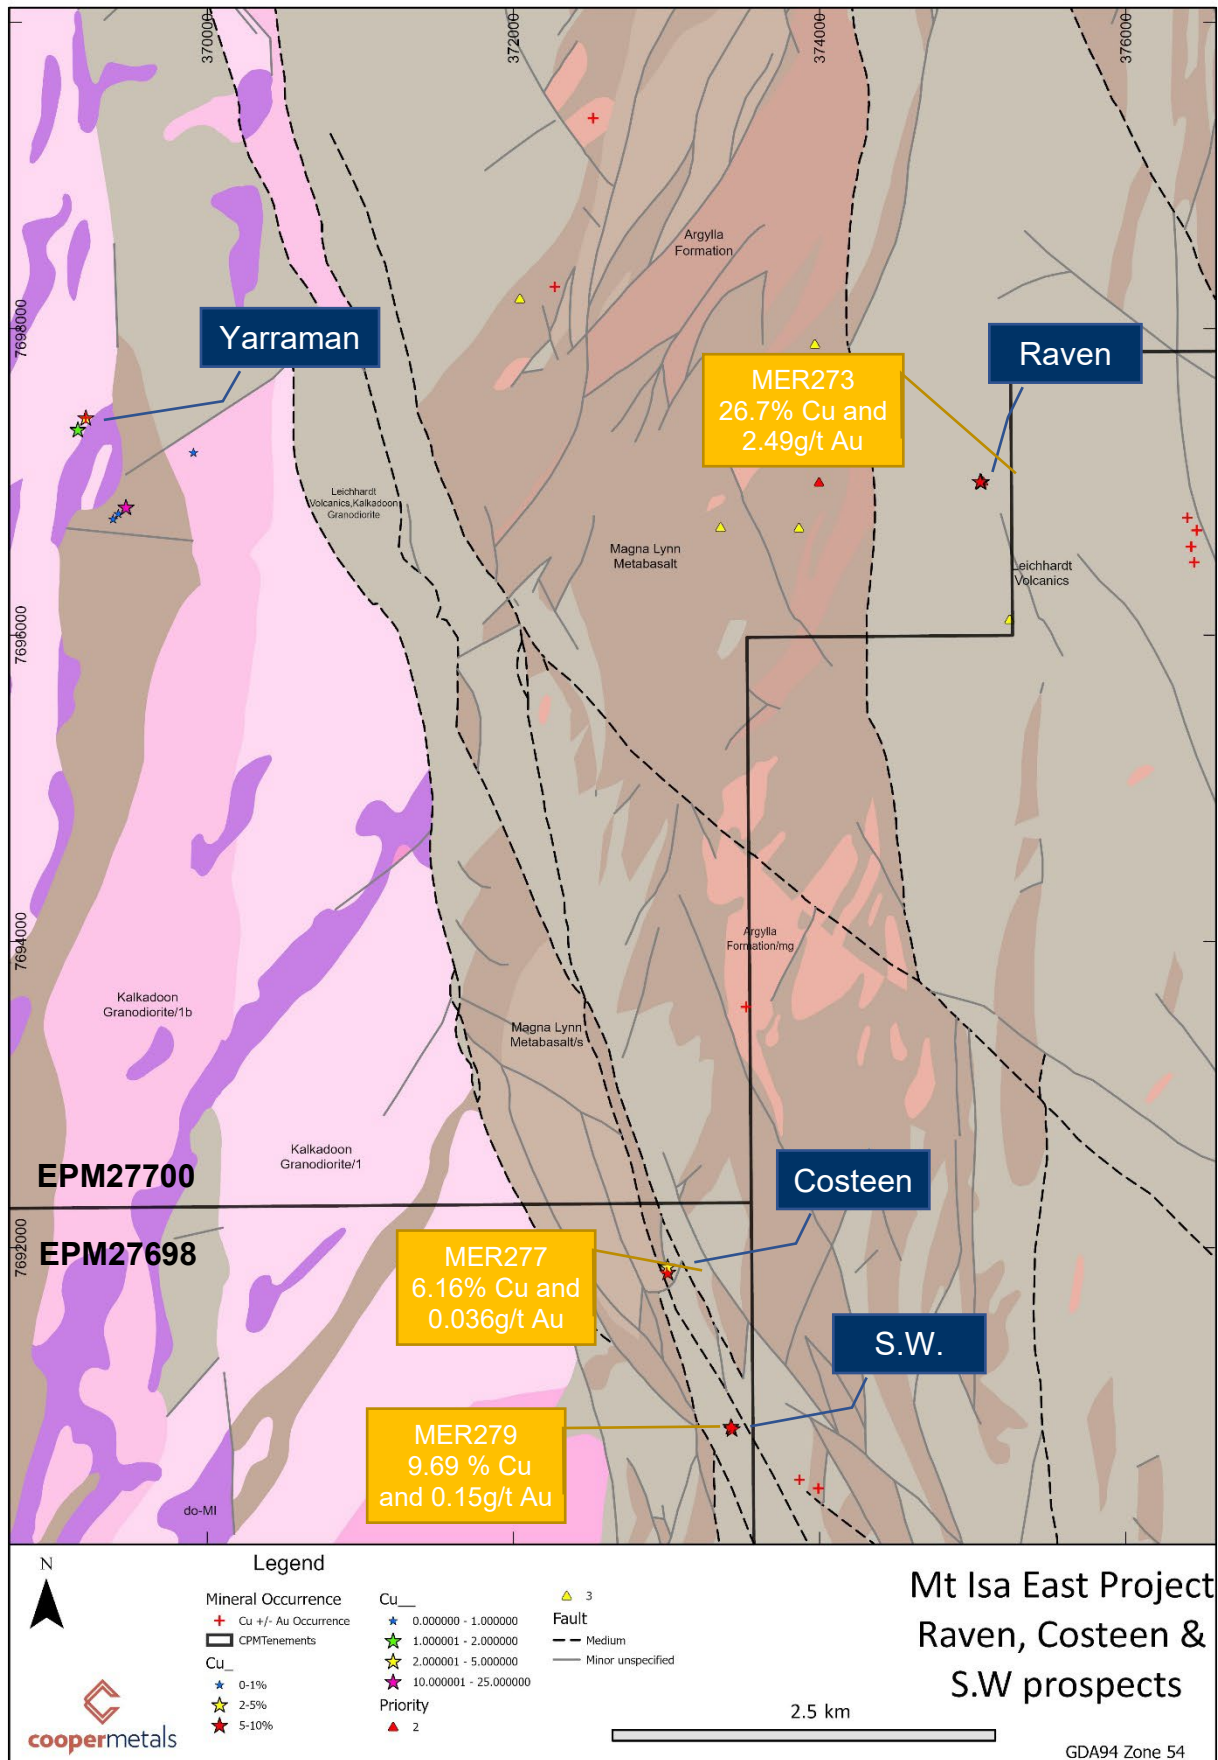 370000
372000
374000
376000
Argylla
Formation
7698000
Yarraman
Raven
MER273
26.7% Cu and
2.49g/t Au
Leichhardt
Volcanics,Kalkadoon
Granodiorite
Magna Lynn
Metabasalt
Leichhardt
Volcanics
7696000
7694000
Argylla
Formation/mg
Kalkadoon
Granodiorite/1b
Magna Lynn
Metabasalt/s
Kalkadoon
Granodiorite/1
EPM27700
Costeen
7692000
EPM27698
MER277
6.16% Cu and
0.036g/t Au
S.W.
MER279
9.69 % Cu
and 0.15g/t Au
do-MI
N
Legend
Mineral Occurrence
Cu +/- Au Occurrence
CPMTenements
Cu_
0-1%
2-5%
5-10%
Cu__
0.000000 - 1.000000
1.000001 - 2.000000
2.000001 - 5.000000
10.000001 - 25.000000
Priority
2
3
Fault
Medium
Minor unspecified
Mt Isa East Project
Raven, Costeen &
S.W prospects
2.5 km
coopermetals
GDA94 Zone 54